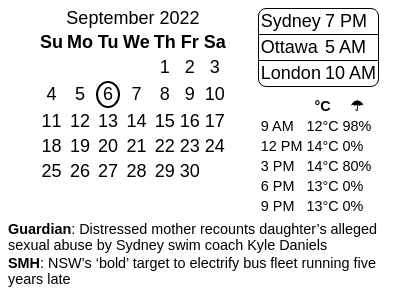 September 2022
Su Mo Tu We Th Fr Sa
1 2 3
4 5 6 7 8 9 10
11 12 13 14 15 16 17
18 19 20 21 22 23 24
25 26 27 28 29 30
Sydney 7 PM
Ottawa 5 AM
London 10 AM
°C ☂
9 AM 12°C 98%
12 PM 14°C 0%
3 PM 14°C 80%
6 PM 13°C 0%
9 PM 13°C 0%
Guardian: Distressed mother recounts daughter’s alleged
sexual abuse by Sydney swim coach Kyle Daniels
SMH: NSW’s ‘bold’ target to electrify bus fleet running five
years late